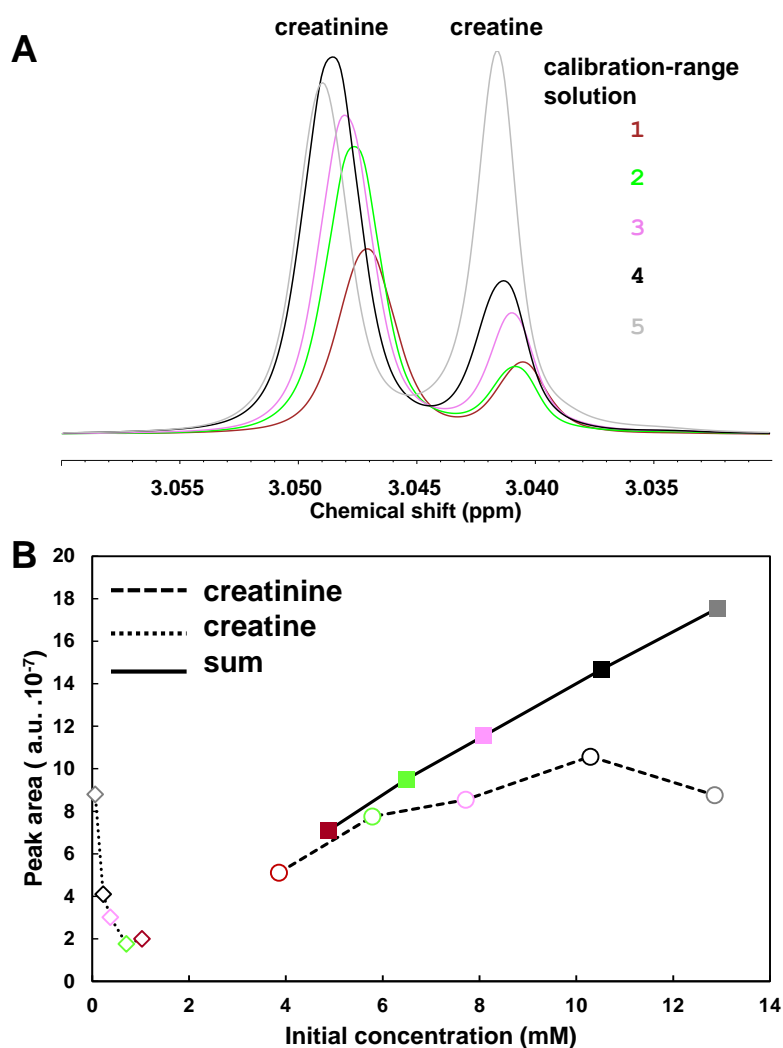 creatinine creatine
A
calibration-range
solution
1
2
3
4
5
3.055 3.050 3.045 3.040 3.035
Chemical shift (ppm)
B
20
18
16
14
12
10
8
6
4
2
0
creatinine
creatine
sum
Peak area ( a.u. .10-7)
0 2 4 6 8 10 12 14
Initial concentration (mM)